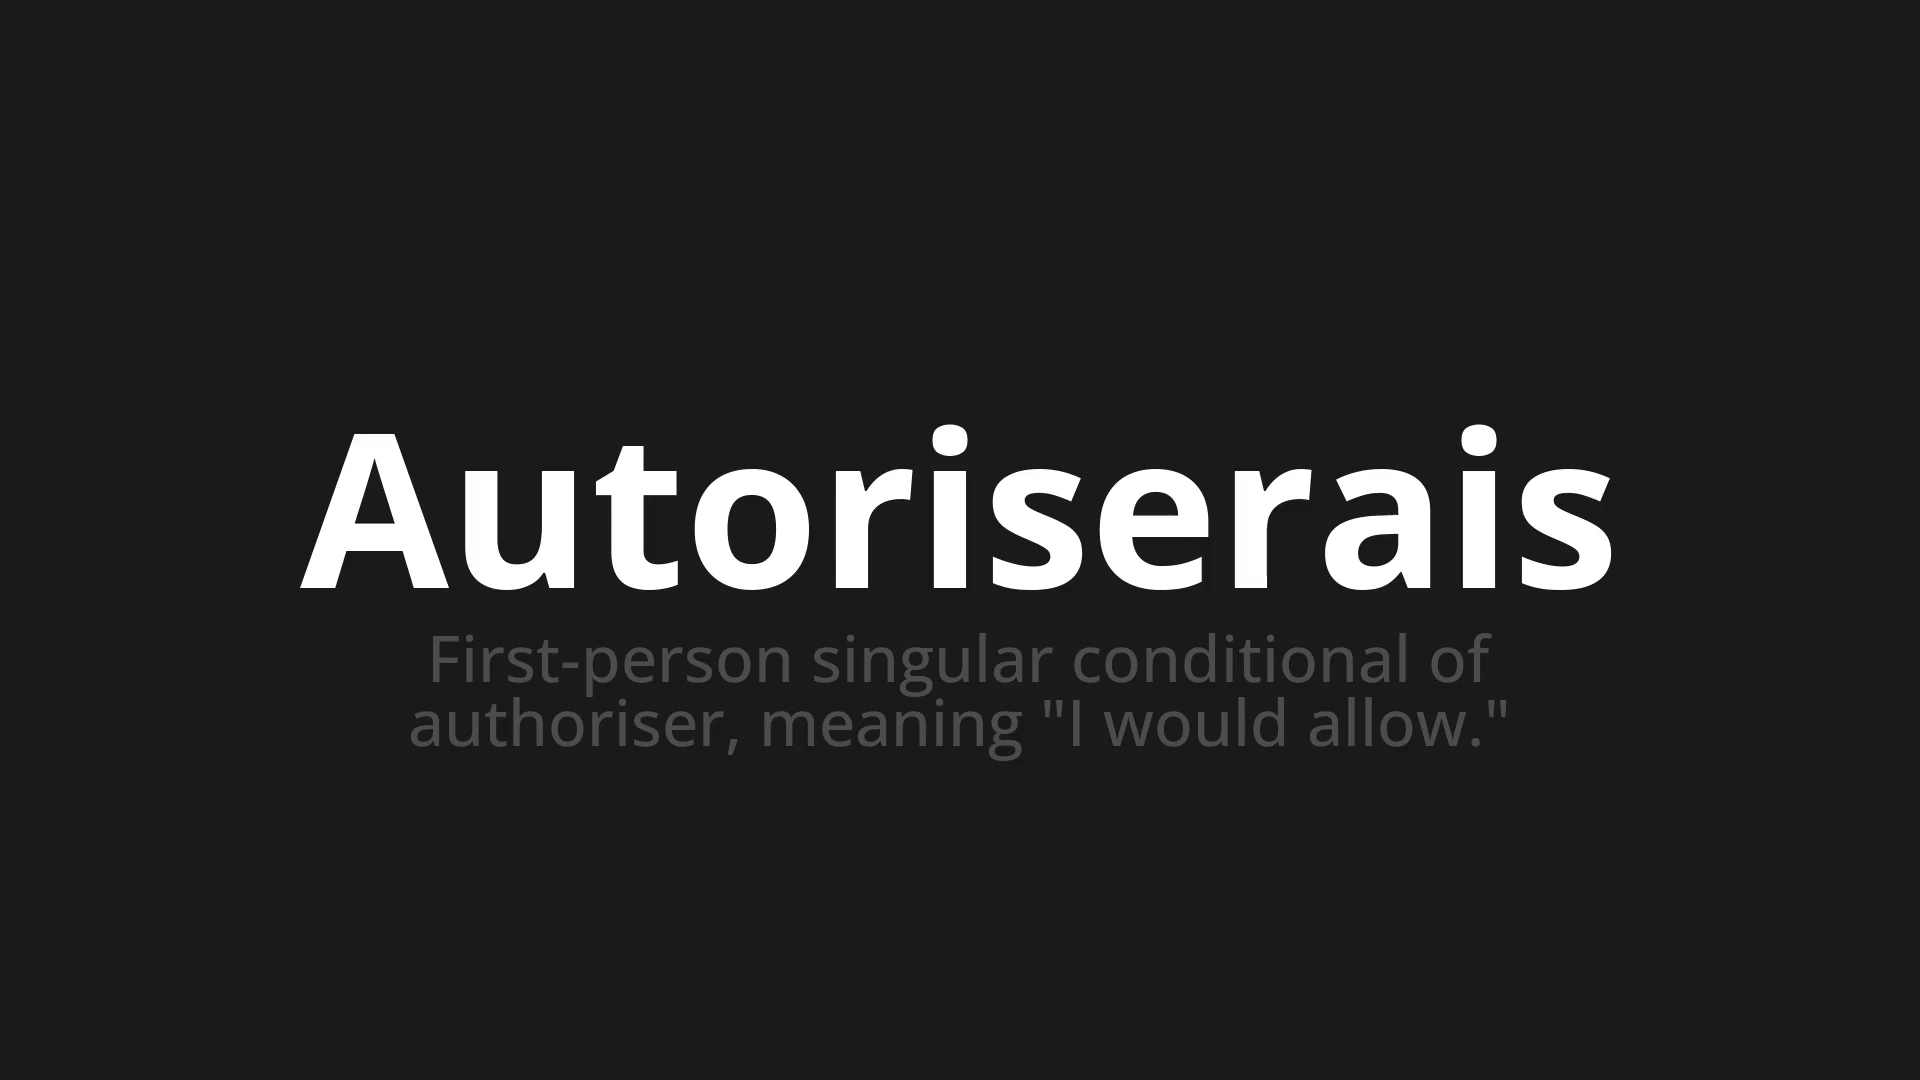 Autoriserais
First-person singular conditional of
authoriser, meaning "I would allow."